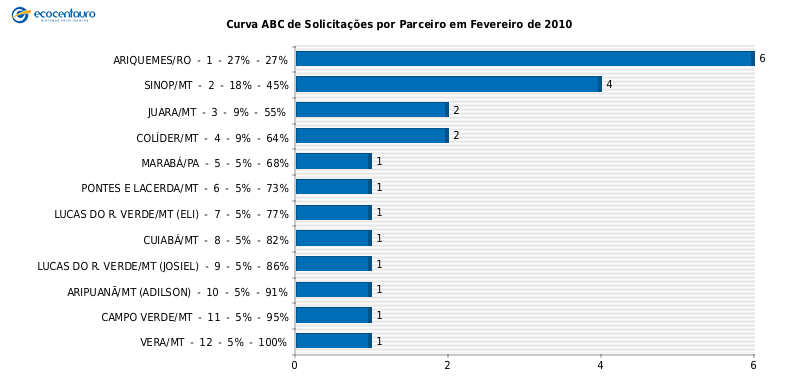 ecocentauro
Curva ABC de Solicitações por Parceiro em Fevereiro de 2010
ARIQUEMES/RO - 1 - 27% - 27% 6
SINOP/MT - 2 - 18% - 45% 4
JUARA/MT - 3 - 9% - 55% 2
COLÍDER/MT - 4 - 9% - 64% 2
MARABÁ/PA - 5 - 5% - 68% 1
PONTES E LACERDA/MT - 6 - 5% - 73% 1
LUCAS DO R. VERDE/MT (ELI) - 7 - 5% - 77% 1
CUIABÁ/MT - 8 - 5% - 82% 1
LUCAS DO R. VERDE/MT (JOSIEL) - 9 - 5% - 86% 1
ARIPUANÃ/MT (ADILSON) - 10 - 5% - 91% 1
CAMPO VERDE/MT - 11 - 5% - 95% 1
VERA/MT - 12 - 5% - 100% 1
0 2 4 6